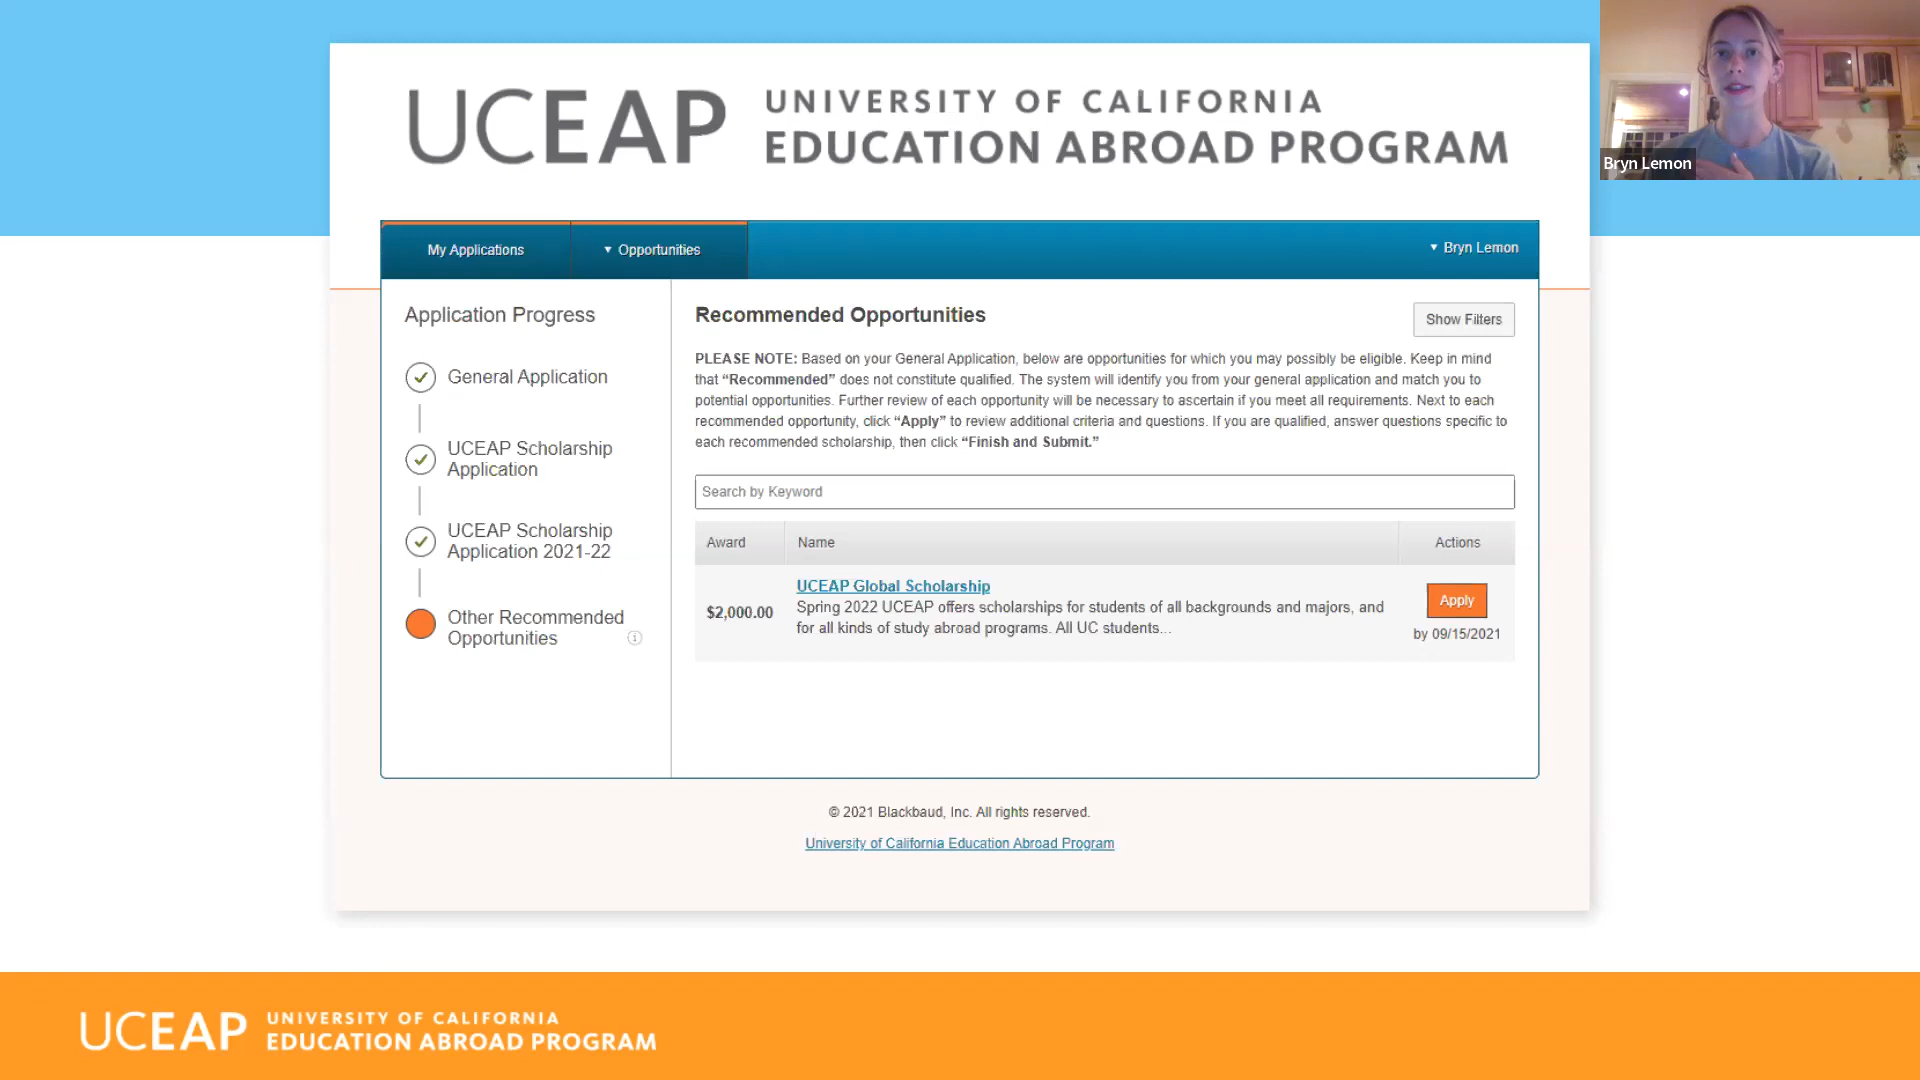 UCEAP UNIVERSITY OF CALIFORNIA
EDUCATION ABROAD PROGRAM
Bryn Lemon
My Applications
▾ Opportunities
▾ Bryn Lemon
Application Progress
General Application
UCEAP Scholarship
Application
UCEAP Scholarship
Application 2021-22
Other Recommended
Opportunities
Recommended Opportunities
Show Filters
PLEASE NOTE: Based on your General Application, below are opportunities for which you may possibly be eligible. Keep in mind
that “Recommended” does not constitute qualified. The system will identify you from your general application and match you to
potential opportunities. Further review of each opportunity will be necessary to ascertain if you meet all requirements. Next to each
recommended opportunity, click “Apply” to review additional criteria and questions. If you are qualified, answer questions specific to
each recommended scholarship, then click “Finish and Submit.”
Search by Keyword
Award Name Actions
UCEAP Global Scholarship
$2,000.00
Spring 2022 UCEAP offers scholarships for students of all backgrounds and majors, and
for all kinds of study abroad programs. All UC students...
Apply
by 09/15/2021
© 2021 Blackbaud, Inc. All rights reserved.
University of California Education Abroad Program
UCEAP UNIVERSITY OF CALIFORNIA
EDUCATION ABROAD PROGRAM